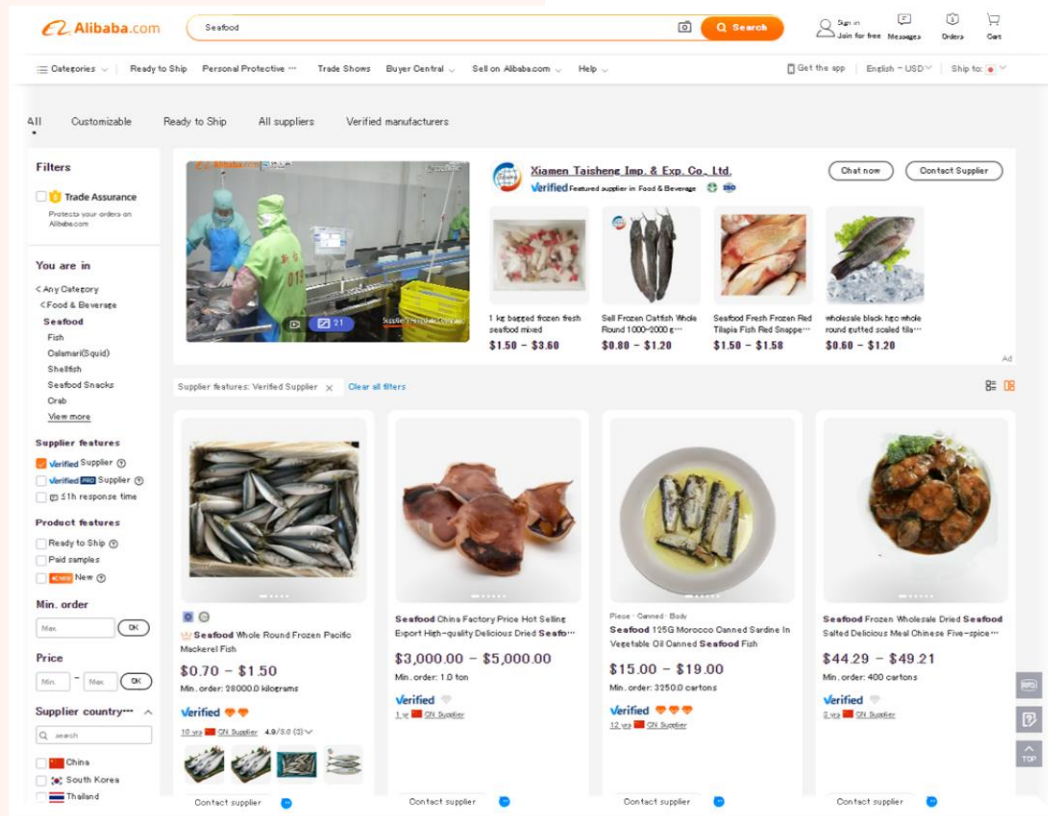 Alibaba.com
Seafood
Search
Sign in
Join for free
Messages
Orders
Cart
Categories
Ready to Ship
Personal Protective ···
Trade Shows
Buyer Central
Sell on Alibaba.com
Help
Get the app
English - USD
Ship to:
All
Customizable
Ready to Ship
All suppliers
Verified manufacturers
Filters
Trade Assurance
Protects your orders on
Alibaba.com
You are in
< Any Category
< Food & Beverage
Seafood
Fish
Calamari(Squid)
Shellfish
Seafood Snacks
Crab
View more
Supplier features
Verified Supplier
Verified PRO Supplier
≤1h response time
Product features
Ready to Ship
Paid samples
New
Min. order
Max.
OK
Price
Min.
-
Max.
OK
Supplier country···
search
China
South Korea
Thailand
Alibaba.com
015
21
Xiamen Taisheng Imp. & Exp. Co., Ltd.
Verified Featured supplier in Food & Beverage
ISO
Chat now
Contact Supplier
1 kg bagged frozen fresh
seafood mixed
$1.50 - $3.60
Sell Frozen Catfish Whole
Round 1000-2000 g···
$0.80 - $1.20
Seafood Fresh Frozen Red
Tilapia Fish Red Snappe···
$1.50 - $1.58
wholesale black hgc whole
round gutted scaled tila···
$0.60 - $1.20
Ad
Supplier features: Verified Supplier
Clear all filters
Seafood Whole Round Frozen Pacific
Mackerel Fish
$0.70 - $1.50
Min. order: 28000.0 kilograms
Verified
10 yrs CN Supplier 4.9/5.0 (3)
Contact supplier
Seafood China Factory Price Hot Selling
Export High-quality Delicious Dried Seafo···
$3,000.00 - $5,000.00
Min. order: 1.0 ton
Verified
1 yr CN Supplier
Contact supplier
Piece · Canned · Body
Seafood 125G Morocco Canned Sardine In
Vegetable Oil Canned Seafood Fish
$15.00 - $19.00
Min. order: 3250.0 cartons
Verified
12 yrs CN Supplier
Contact supplier
Seafood Frozen Wholesale Dried Seafood
Salted Delicious Meal Chinese Five-spice···
$44.29 - $49.21
Min. order: 400 cartons
Verified
CN Supplier
Contact supplier
TOP